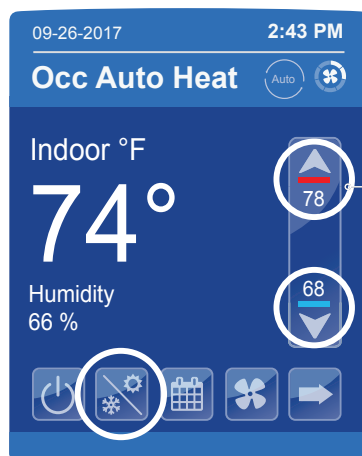 09-26-2017 2:43 PM
Occ Auto Heat Auto
Indoor °F
74°
78
Humidity
66 %
68